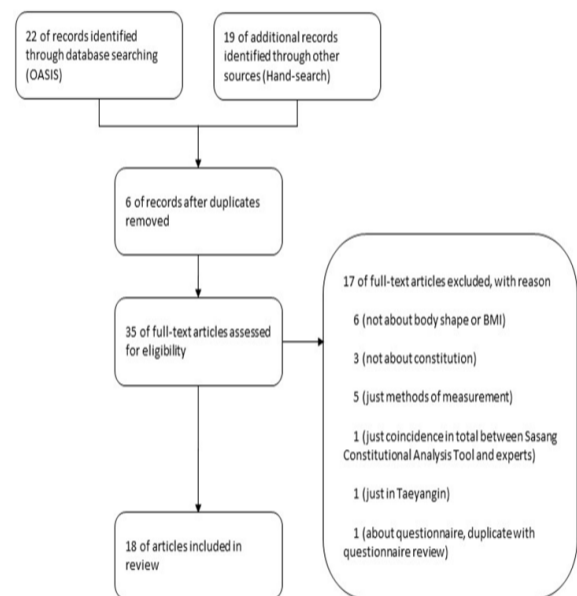 22 of records identified
through database searching
(OASIS)
19 of additional records
identified through other
sources (Hand-search)
6 of records after duplicates
removed
35 of full-text articles assessed
for eligibility
17 of full-text articles excluded, with reason
6 (not about body shape or BMI)
3 (not about constitution)
5 (just methods of measurement)
1 (just coincidence in total between Sasang
Constitutional Analysis Tool and experts)
1 (just in Taeyangin)
1 (about questionnaire, duplicate with
questionnaire review)
18 of articles included in
review